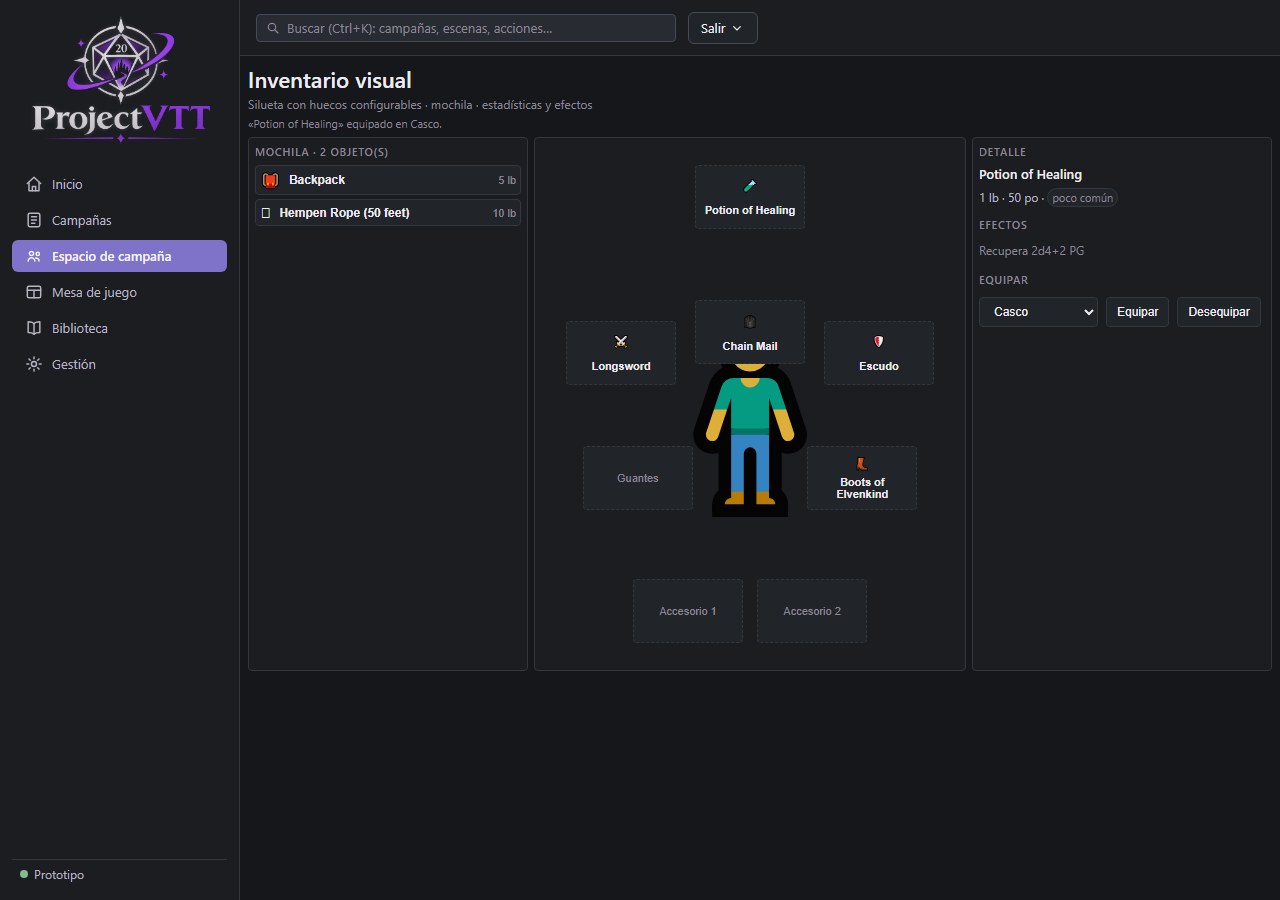 20
ProjectVTT
Inicio
Campañas
Espacio de campaña
Mesa de juego
Biblioteca
Gestión
Prototipo
Buscar (Ctrl+K): campañas, escenas, acciones...
Salir
Inventario visual
Silueta con huecos configurables · mochila · estadísticas y efectos
«Potion of Healing» equipado en Casco.
MOCHILA · 2 OBJETO(S)
Backpack 5 lb
Hempen Rope (50 feet) 10 lb
Potion of Healing
Chain Mail
Longsword
Escudo
Guantes
Boots of
Elvenkind
Accesorio 1
Accesorio 2
DETALLE
Potion of Healing
1 lb · 50 po · poco común
EFECTOS
Recupera 2d4+2 PG
EQUIPAR
Casco Equipar Desequipar